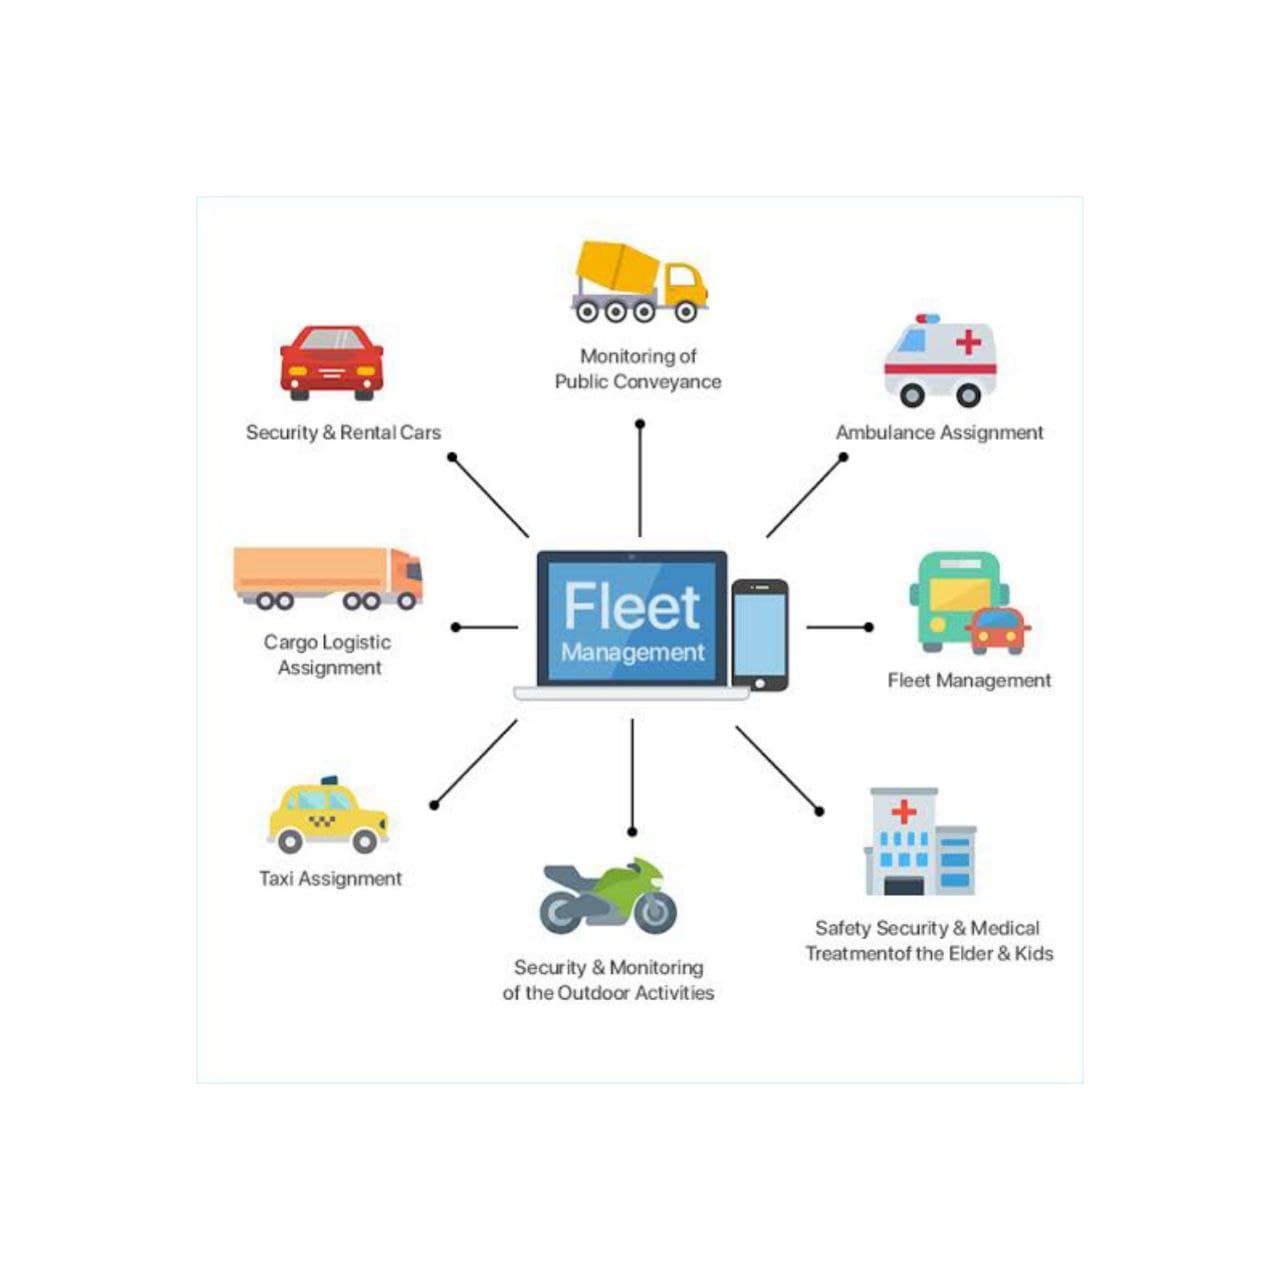 Monitoring of
Public Conveyance
Security & Rental Cars
Ambulance Assignment
Fleet
Management
Cargo Logistic
Assignment
Fleet Management
Taxi Assignment
Safety Security & Medical
Treatmentof the Elder & Kids
Security & Monitoring
of the Outdoor Activities